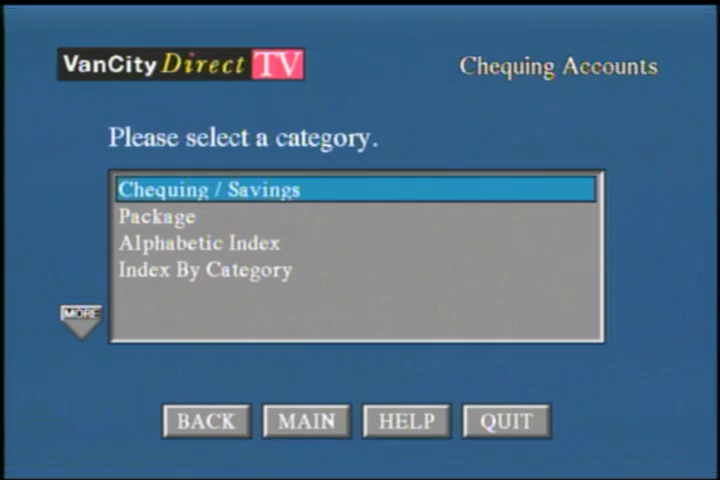 VanCity Direct TV
Chequing Accounts
Please select a category.
Chequing / Savings
Package
Alphabetic Index
Index By Category
MORE
BACK MAIN HELP QUIT